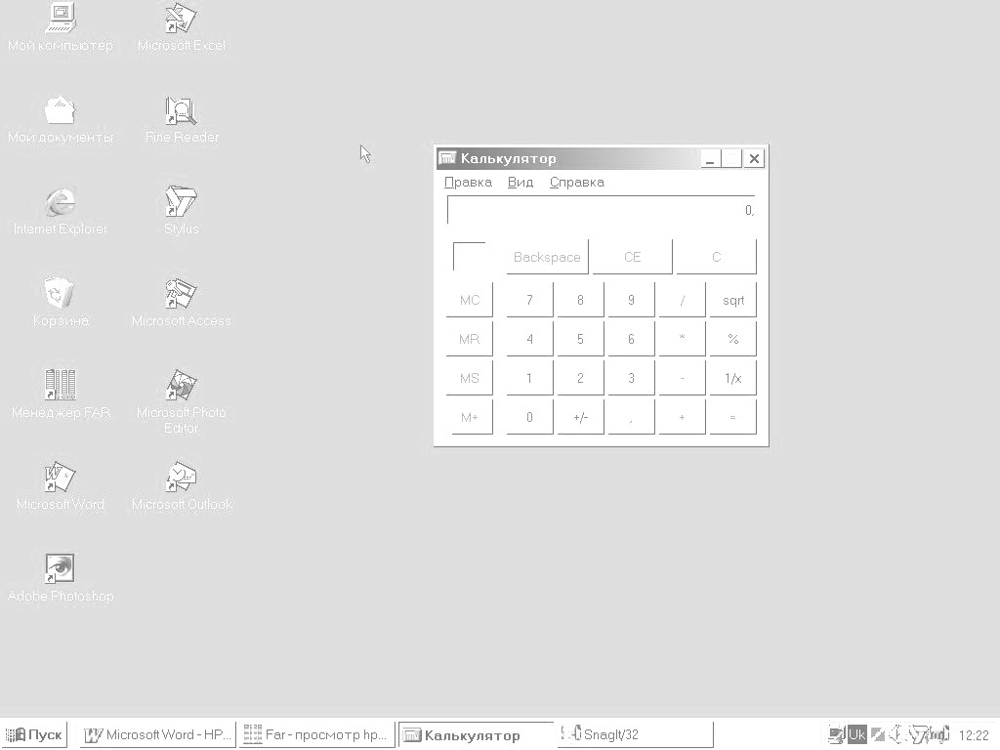 Мой компьютер
Microsoft Excel
Мои документы
Fine Reader
Internet Explorer
Stylus
Корзина
Microsoft Access
Менеджер FAR
Microsoft Photo
Editor
Microsoft Word
Microsoft Outlook
Adobe Photoshop
Калькулятор
Правка Вид Справка
0,
Backspace CE C
MC 7 8 9 / sqrt
MR 4 5 6 * %
MS 1 2 3 - 1/x
M+ 0 +/- , + =
Пуск Microsoft Word - HP... Far - просмотр hp... Калькулятор SnagIt/32 Uk 12:22